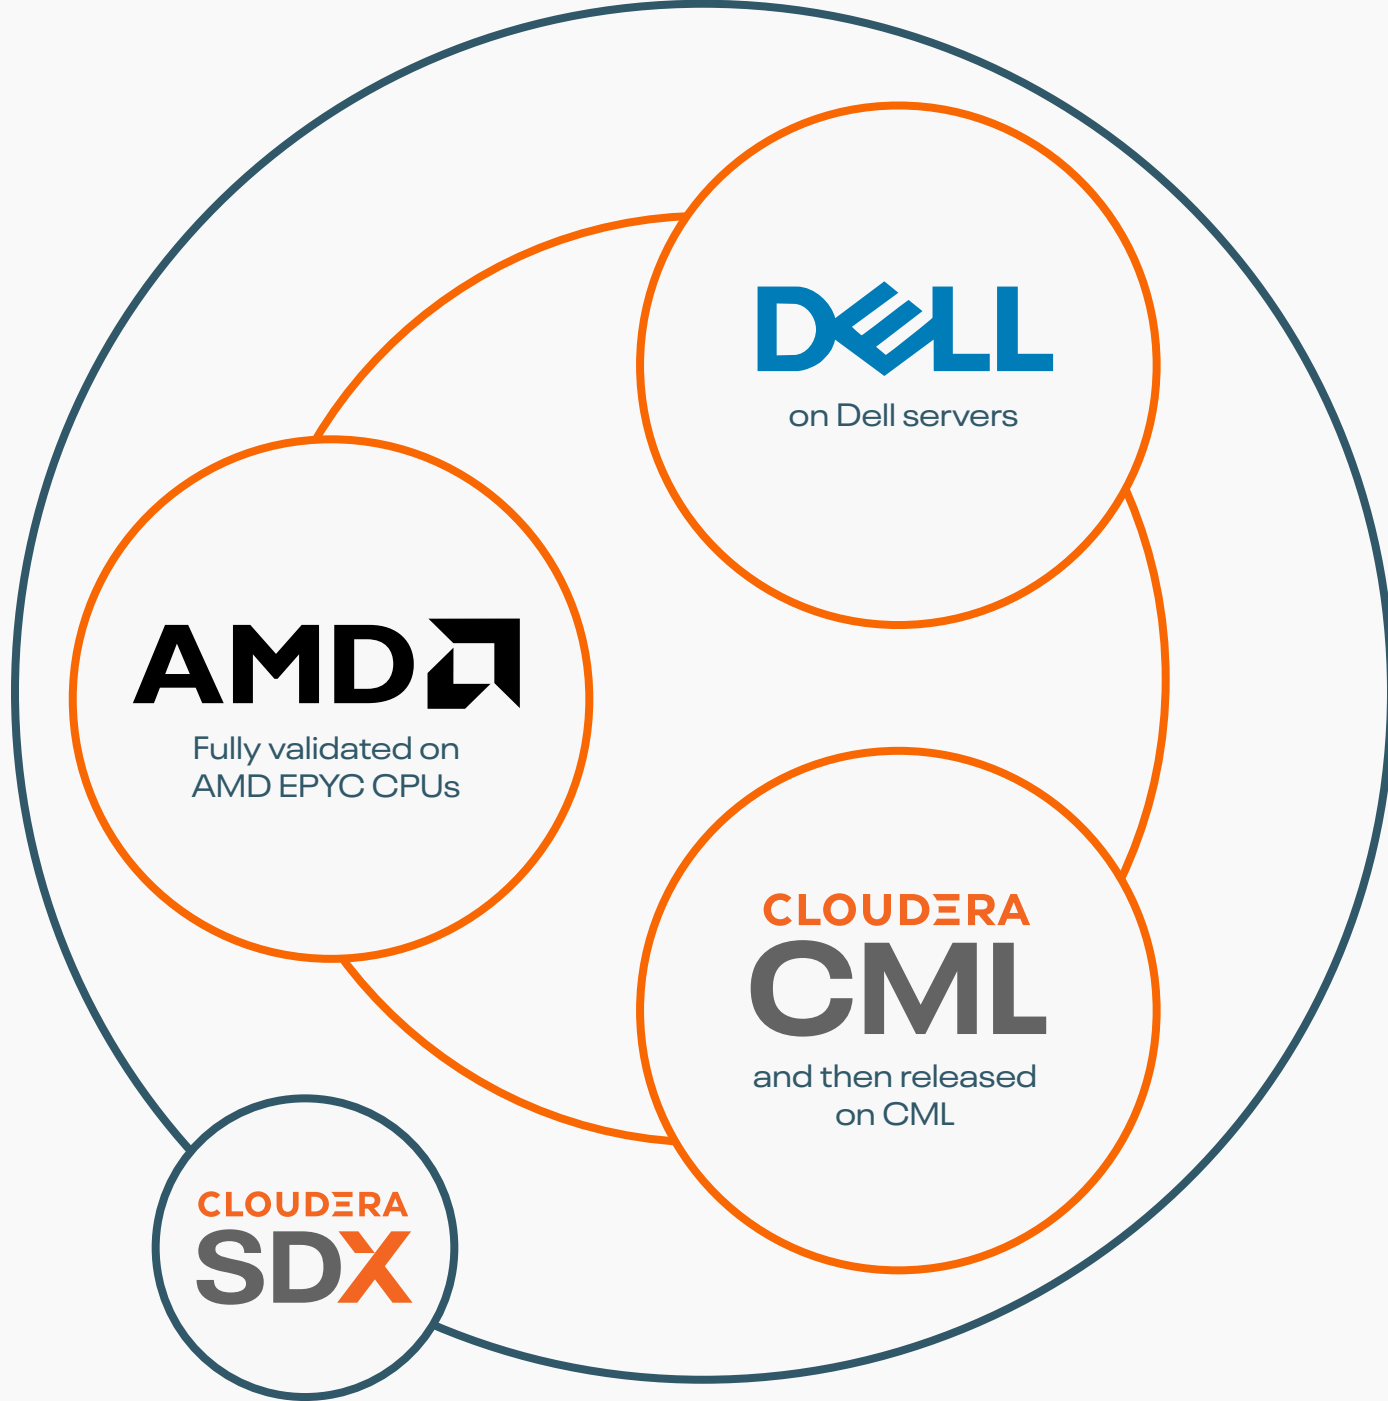 DELL
on Dell servers
AMD
Fully validated on
AMD EPYC CPUs
CLOUDERA
CML
and then released
on CML
CLOUDERA
SDX